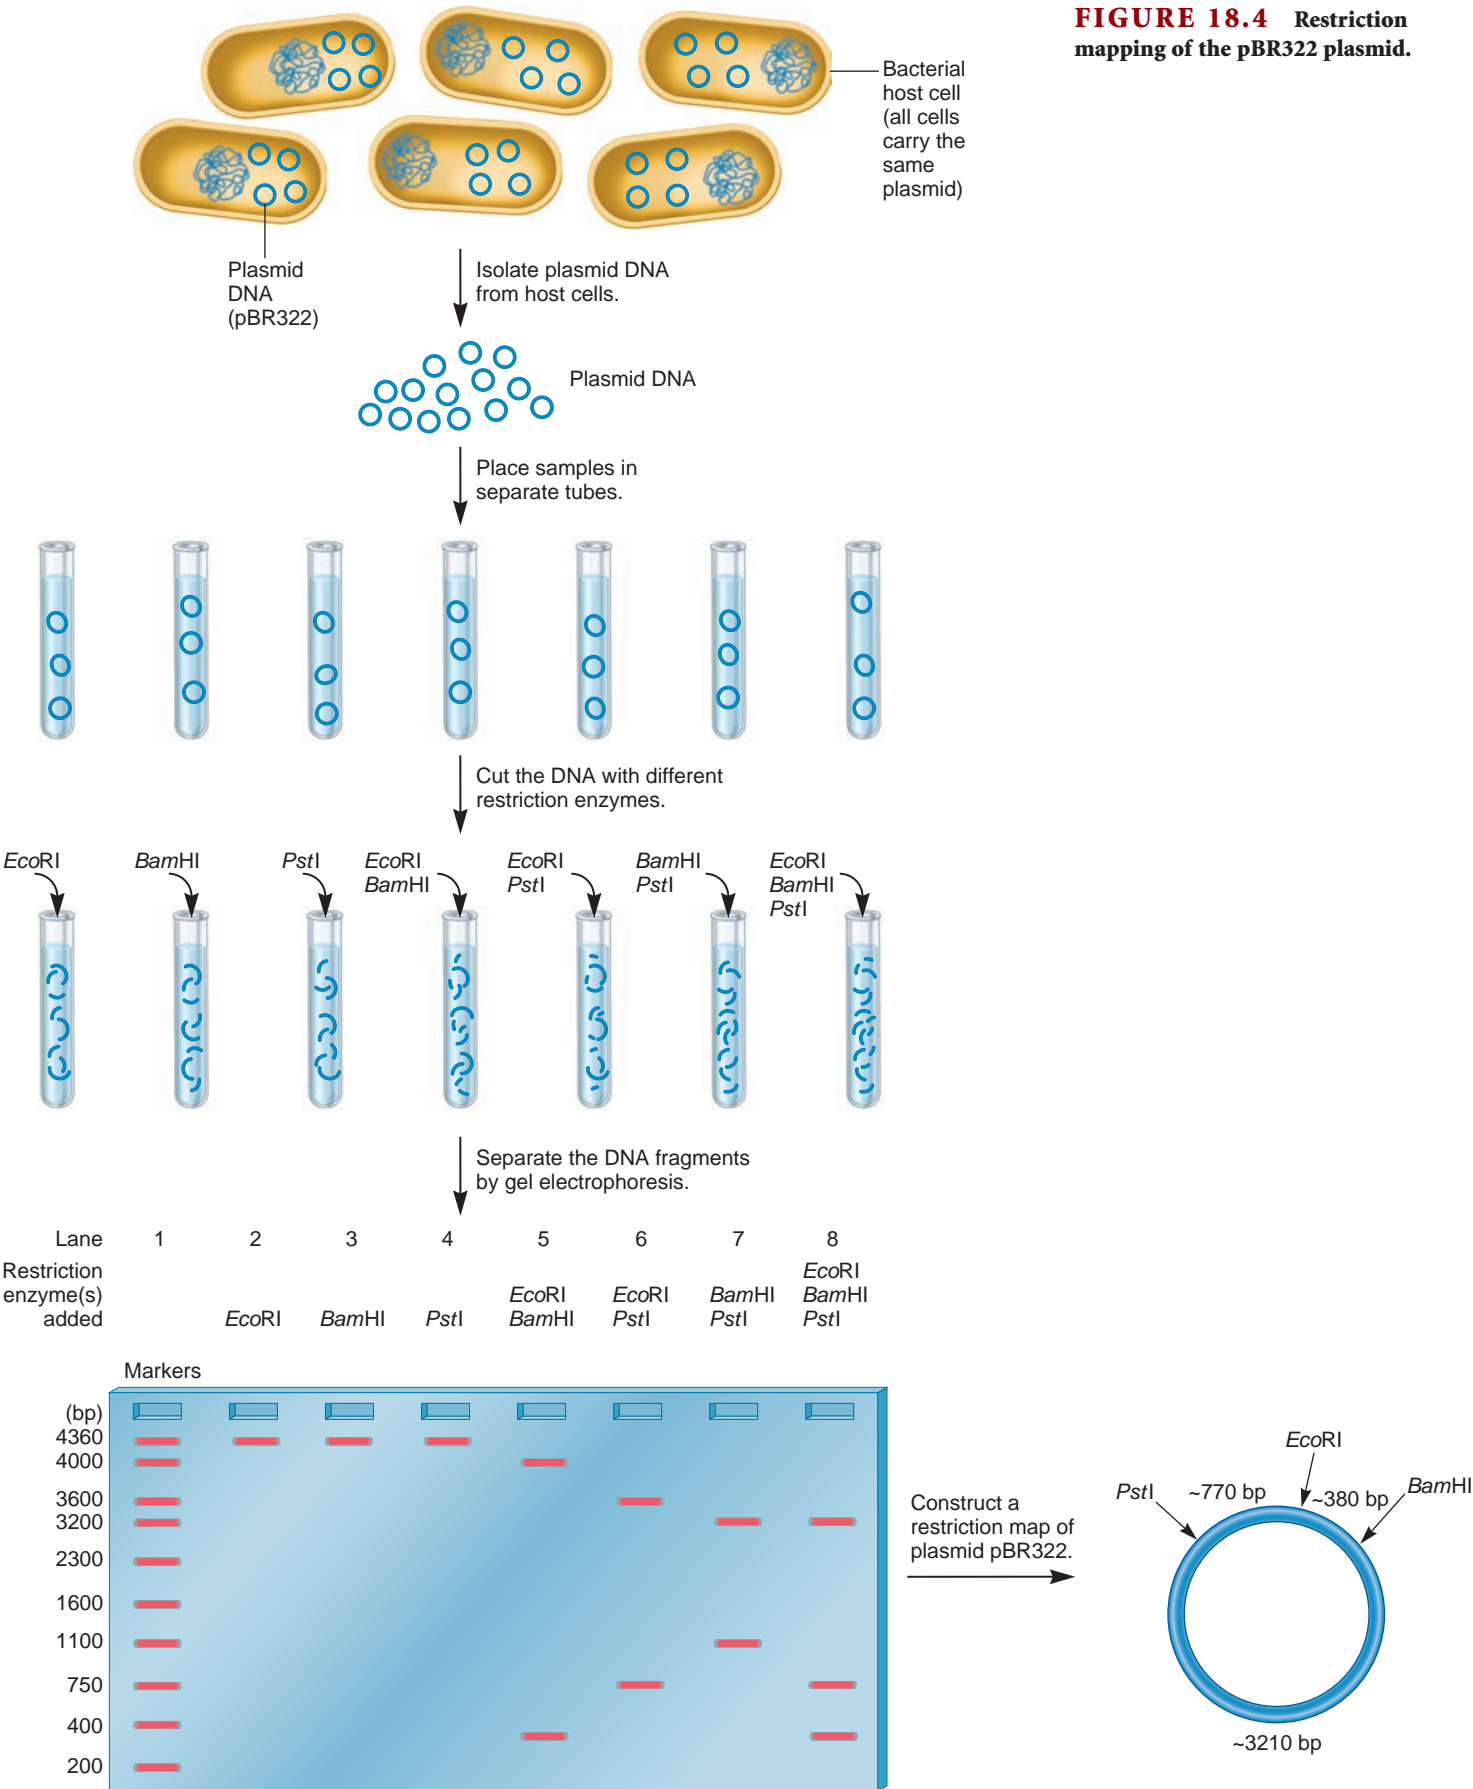 FIGURE 18.4 Restriction
mapping of the pBR322 plasmid.
Bacterial
host cell
(all cells
carry the
same
plasmid)
Plasmid
DNA
(pBR322)
Isolate plasmid DNA
from host cells.
Plasmid DNA
Place samples in
separate tubes.
Cut the DNA with different
restriction enzymes.
EcoRI
BamHI
PstI
EcoRI
BamHI
EcoRI
PstI
BamHI
PstI
EcoRI
BamHI
PstI
Separate the DNA fragments
by gel electrophoresis.
Lane 1 2 3 4 5 6 7 8
Restriction
enzyme(s)
added
EcoRI
BamHI
PstI
EcoRI
BamHI
EcoRI
PstI
BamHI
PstI
EcoRI
BamHI
PstI
Markers
(bp)
4360
4000
3600
3200
2300
1600
1100
750
400
200
Construct a
restriction map of
plasmid pBR322.
EcoRI
PstI
~770 bp
~380 bp
BamHI
~3210 bp